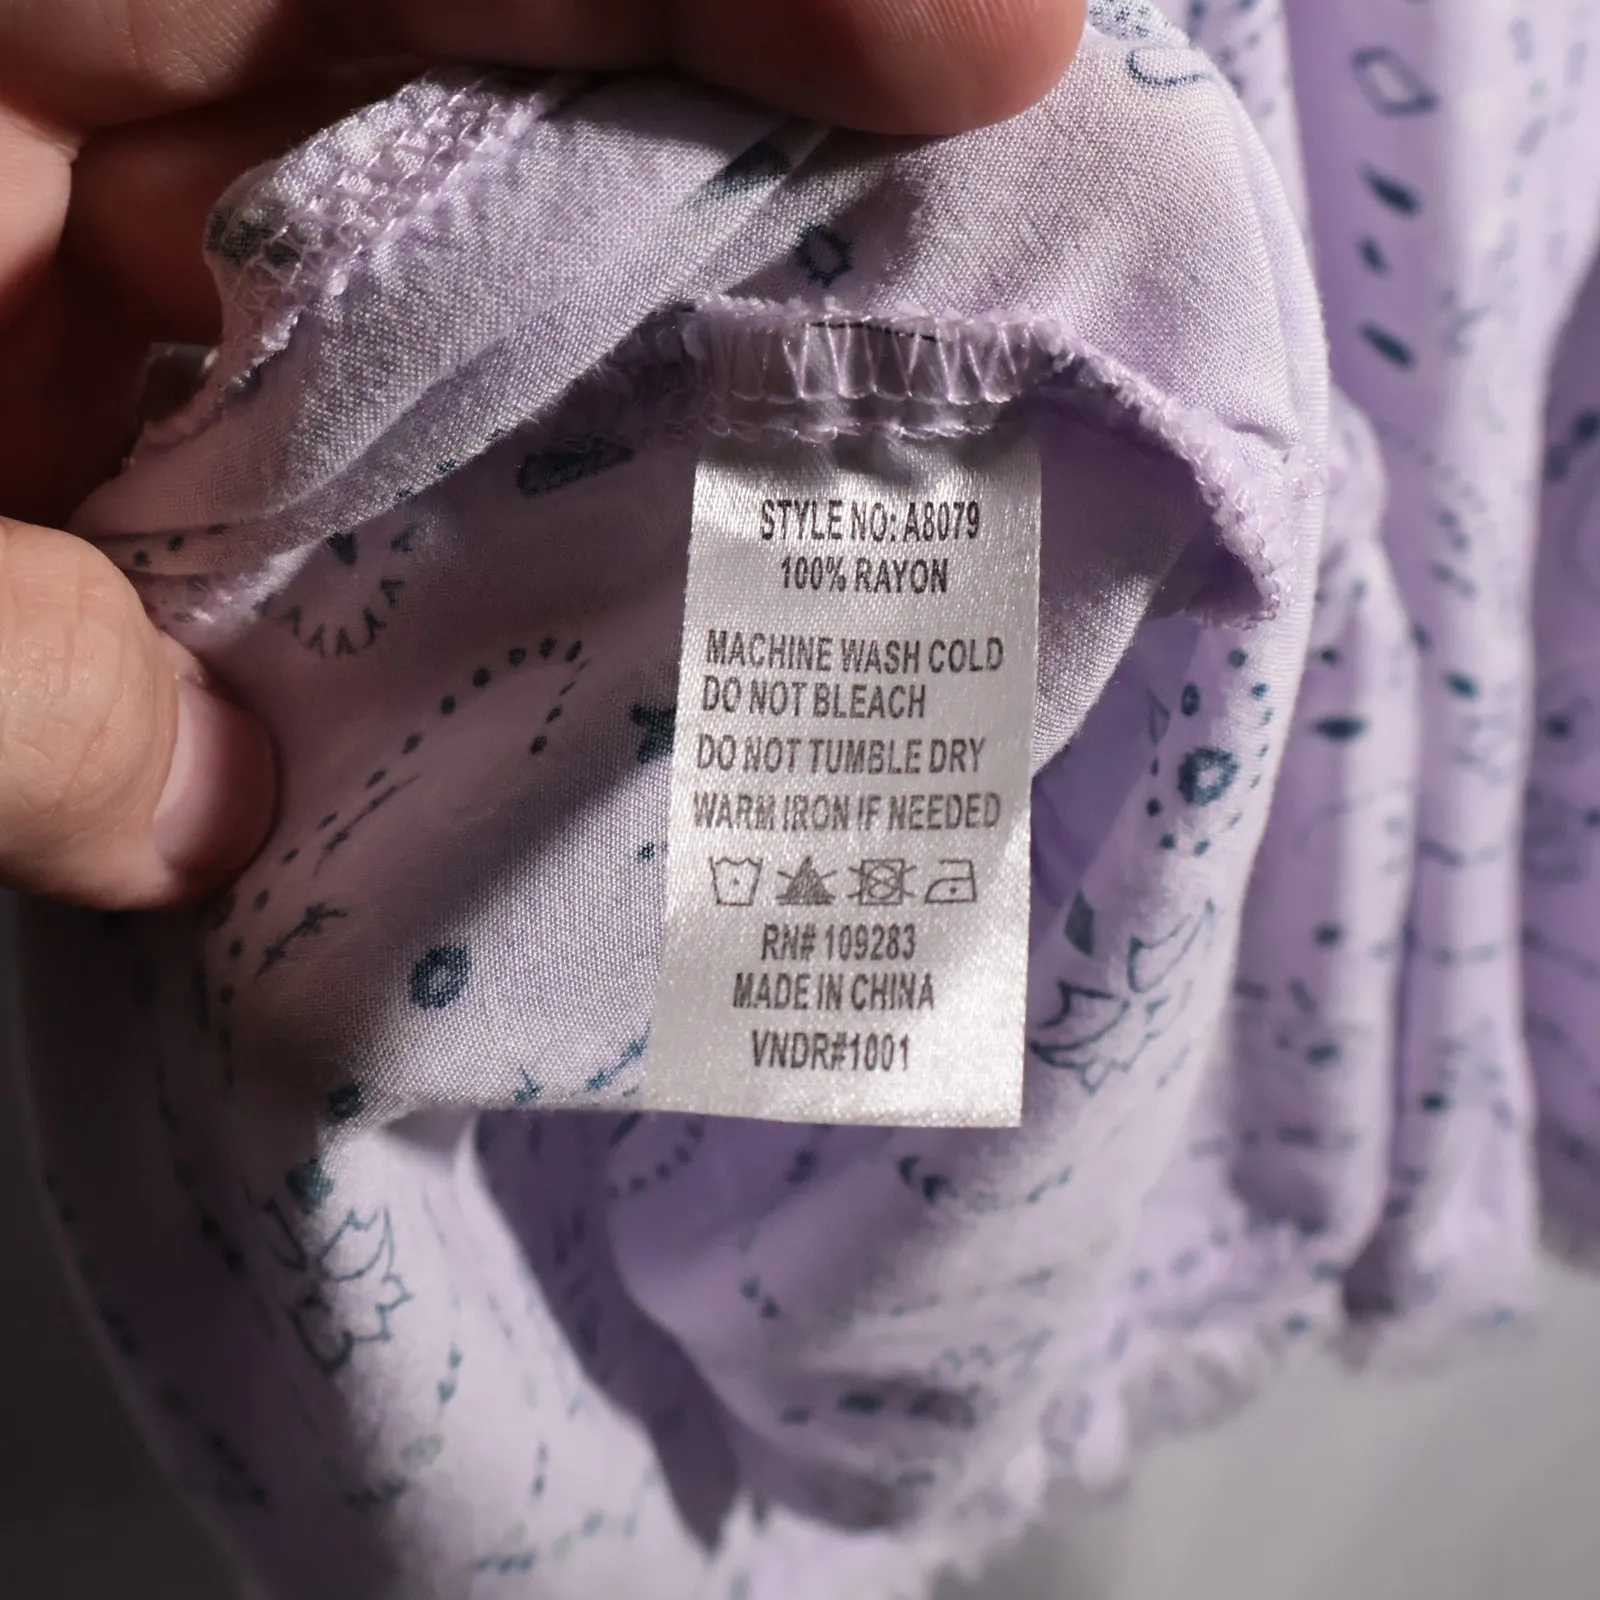 STYLE NO: A8079
100% RAYON
MACHINE WASH COLD
DO NOT BLEACH
DO NOT TUMBLE DRY
WARM IRON IF NEEDED
RN# 109283
MADE IN CHINA
VNDR#1001